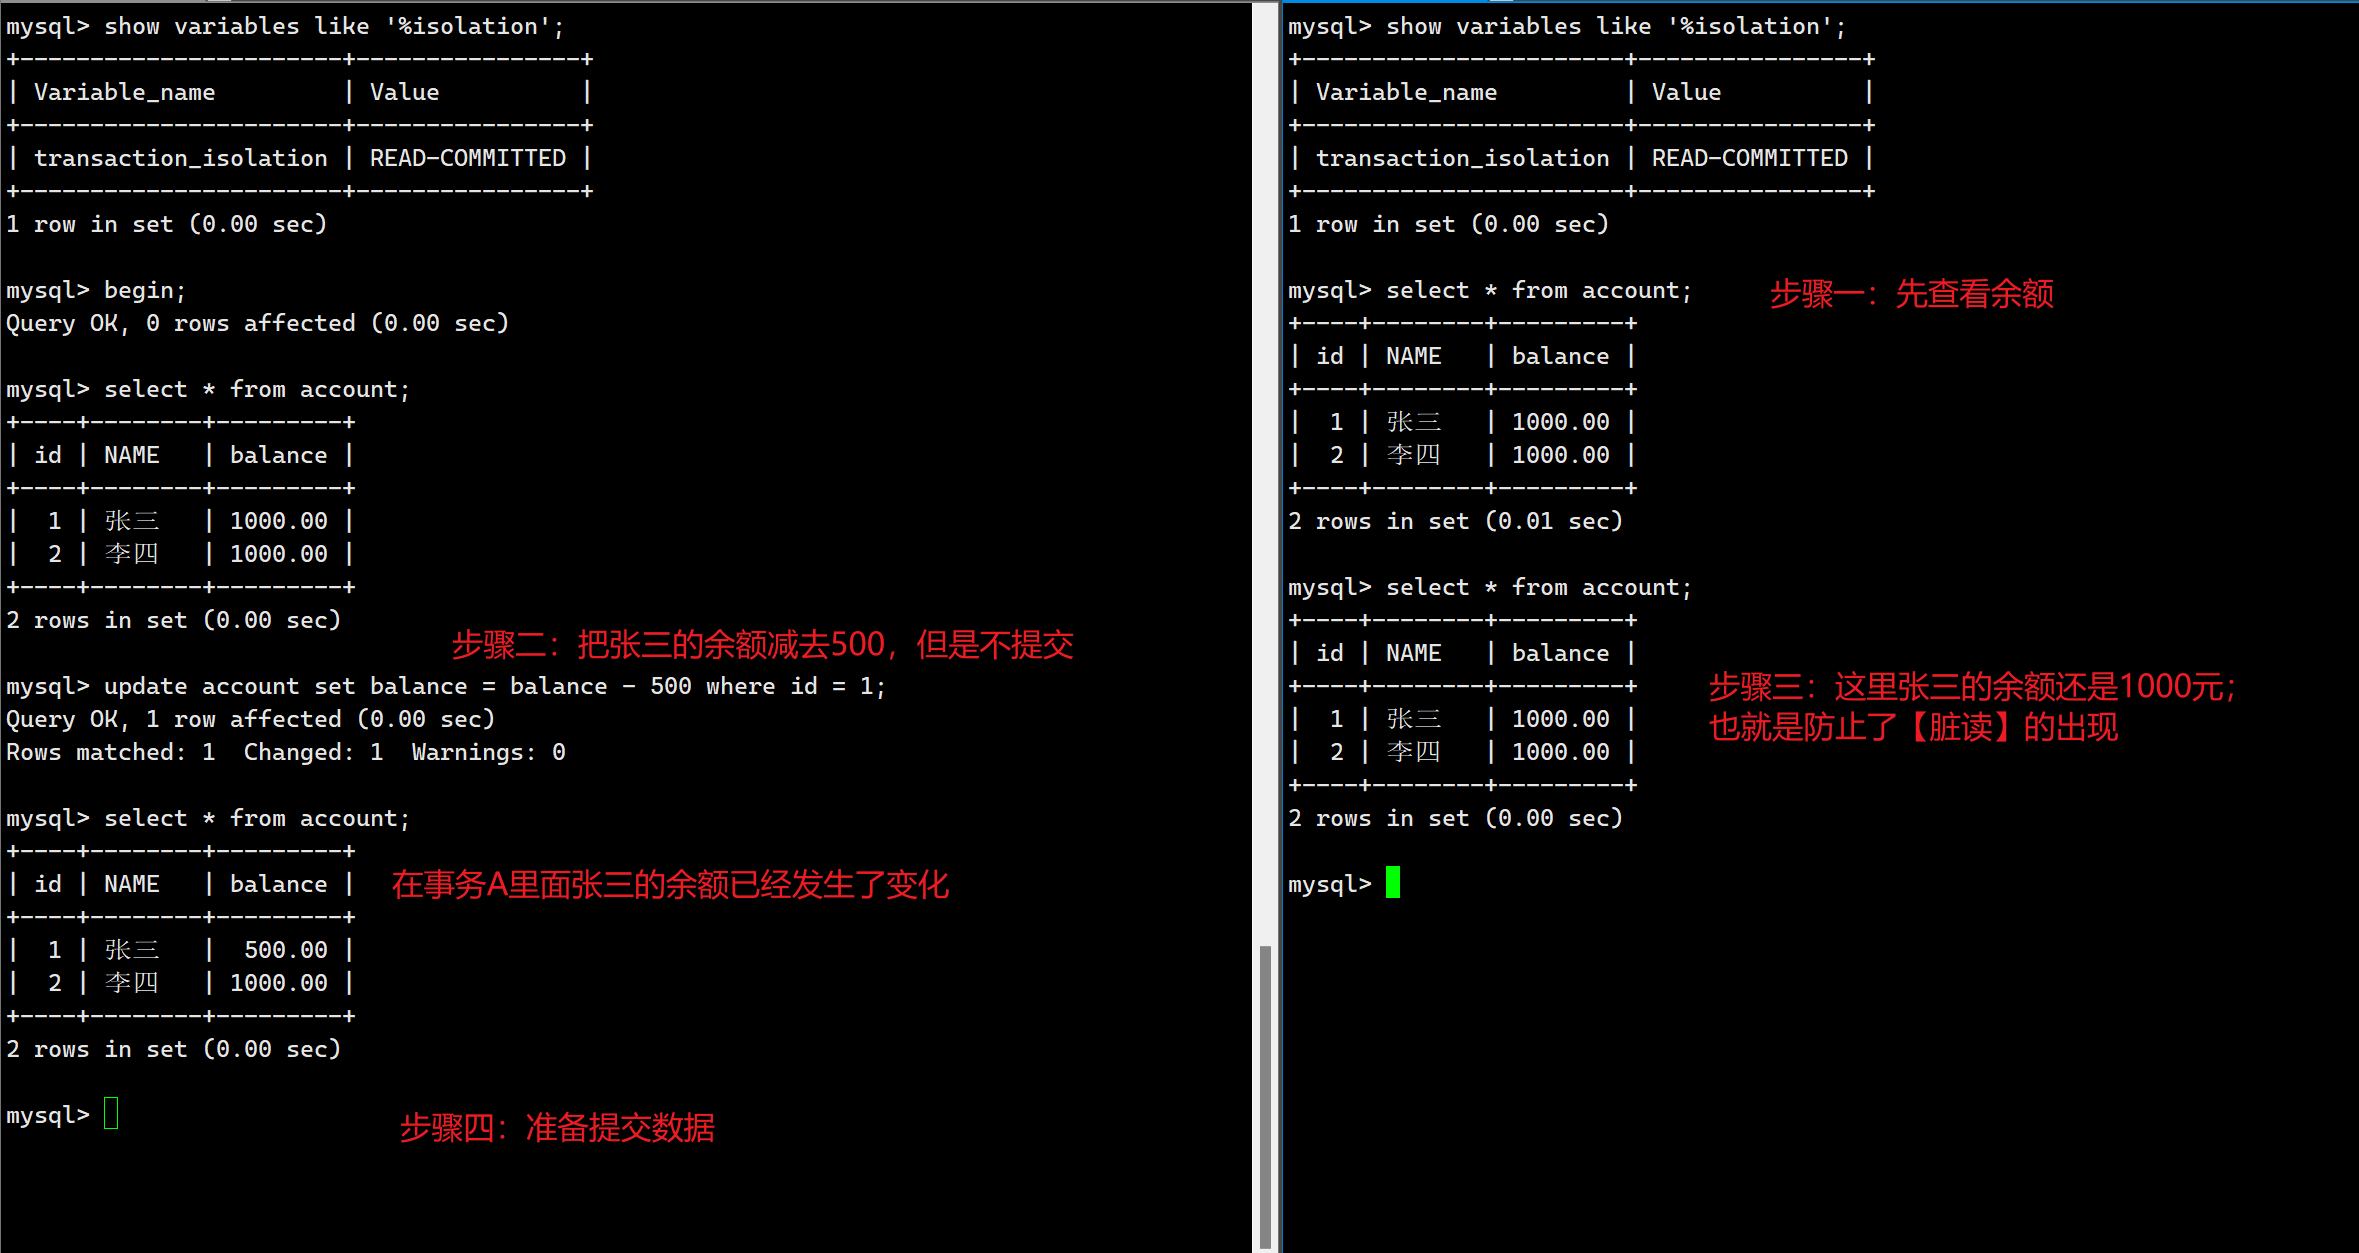 mysql> show variables like '%isolation';
+-----------------------+----------------+
| Variable_name         | Value          |
+-----------------------+----------------+
| transaction_isolation | READ-COMMITTED |
+-----------------------+----------------+
1 row in set (0.00 sec)
mysql> begin;
Query OK, 0 rows affected (0.00 sec)
mysql> select * from account;
+----+--------+---------+
| id | NAME   | balance |
+----+--------+---------+
|  1 | 张三   | 1000.00 |
|  2 | 李四   | 1000.00 |
+----+--------+---------+
2 rows in set (0.00 sec)
步骤二：把张三的余额减去500，但是不提交
mysql> update account set balance = balance - 500 where id = 1;
Query OK, 1 row affected (0.00 sec)
Rows matched: 1  Changed: 1  Warnings: 0
mysql> select * from account;
+----+--------+---------+
| id | NAME   | balance |
在事务A里面张三的余额已经发生了变化
+----+--------+---------+
|  1 | 张三   |  500.00 |
|  2 | 李四   | 1000.00 |
+----+--------+---------+
2 rows in set (0.00 sec)
mysql>
步骤四：准备提交数据
mysql> show variables like '%isolation';
+-----------------------+----------------+
| Variable_name         | Value          |
+-----------------------+----------------+
| transaction_isolation | READ-COMMITTED |
+-----------------------+----------------+
1 row in set (0.00 sec)
mysql> select * from account;
步骤一：先查看余额
+----+--------+---------+
| id | NAME   | balance |
+----+--------+---------+
|  1 | 张三   | 1000.00 |
|  2 | 李四   | 1000.00 |
+----+--------+---------+
2 rows in set (0.01 sec)
mysql> select * from account;
+----+--------+---------+
| id | NAME   | balance |
+----+--------+---------+
步骤三：这里张三的余额还是1000元；
也就是防止了【脏读】的出现
|  1 | 张三   | 1000.00 |
|  2 | 李四   | 1000.00 |
+----+--------+---------+
2 rows in set (0.00 sec)
mysql>